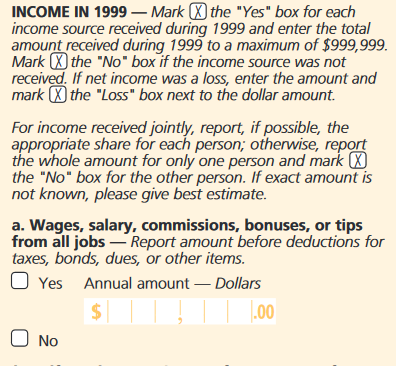 INCOME IN 1999 — Mark X the "Yes" box for each
income source received during 1999 and enter the total
amount received during 1999 to a maximum of $999,999.
Mark X the "No" box if the income source was not
received. If net income was a loss, enter the amount and
mark X the "Loss" box next to the dollar amount.
For income received jointly, report, if possible, the
appropriate share for each person; otherwise, report
the whole amount for only one person and mark X
the "No" box for the other person. If exact amount is
not known, please give best estimate.
a. Wages, salary, commissions, bonuses, or tips
from all jobs — Report amount before deductions for
taxes, bonds, dues, or other items.
Yes Annual amount — Dollars
$ , .00
No